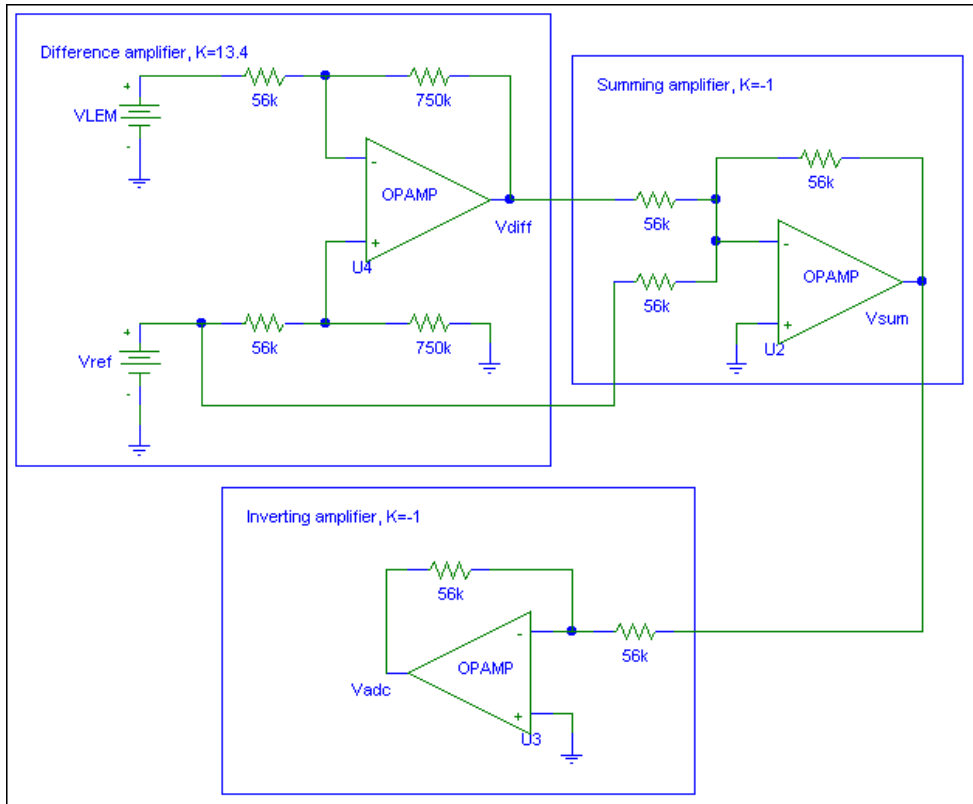 Difference amplifier, K=13.4
+
VLEM
-
56k
750k
-
OPAMP
+
U4
Vdiff
+
Vref
-
56k
750k
Summing amplifier, K=-1
56k
56k
56k
-
OPAMP
+
U2
Vsum
Inverting amplifier, K=-1
56k
-
OPAMP
56k
Vadc
+
U3